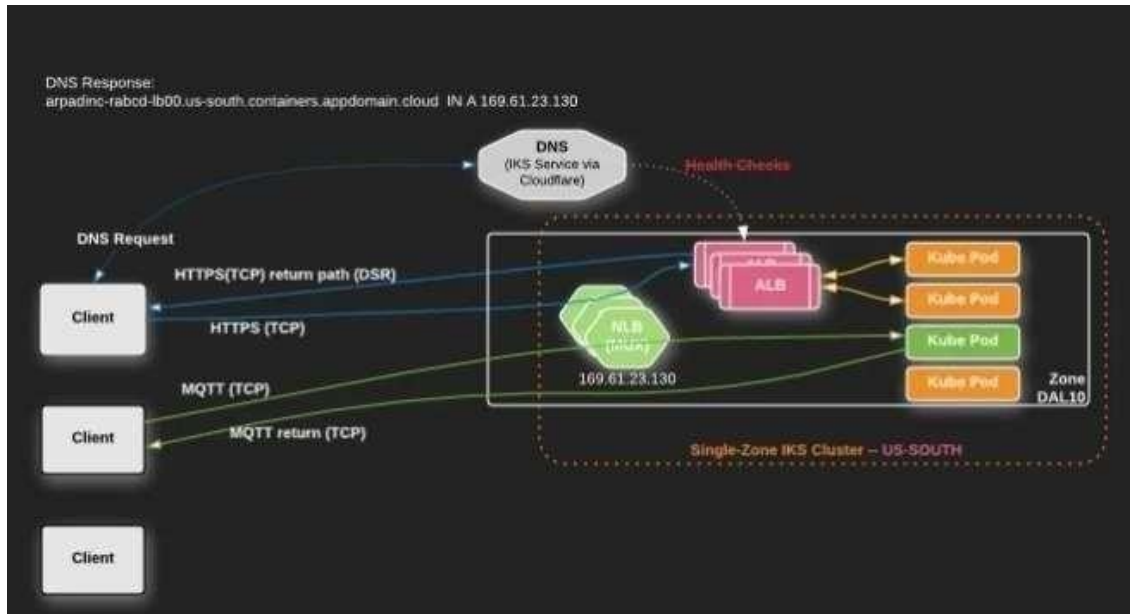 DNS Response:
arpadinc-rabcd-lb00.us-south.containers.appdomain.cloud IN A 169.61.23.130
DNS
(IKS Service via
Cloudflare)
Health Checks
DNS Request
HTTPS(TCP) return path (DSR)
ALB
Kube Pod
Client
HTTPS (TCP)
NLB
(MUX)
Kube Pod
Kube Pod
169.61.23.130
MQTT (TCP)
Kube Pod
Zone
DAL10
Client
MQTT return (TCP)
Single-Zone IKS Cluster – US-SOUTH
Client